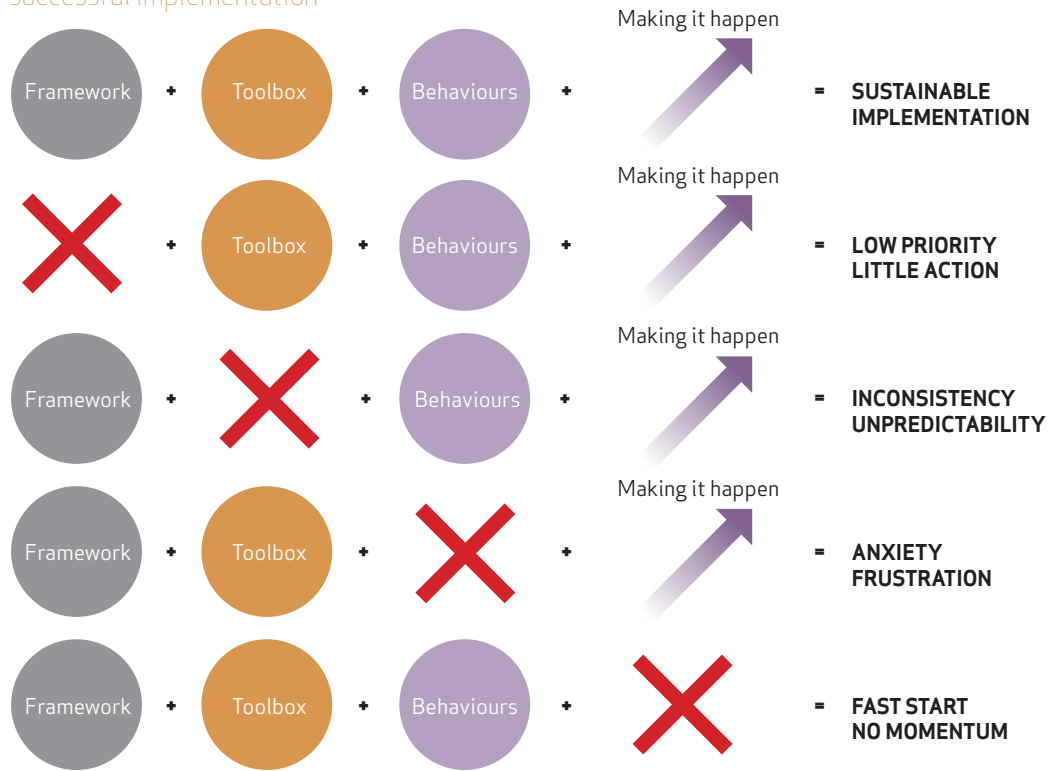 successful implementation
Making it happen
Framework + Toolbox + Behaviours + = SUSTAINABLE
IMPLEMENTATION
Making it happen
+ Toolbox + Behaviours + = LOW PRIORITY
LITTLE ACTION
Making it happen
Framework + + Behaviours + = INCONSISTENCY
UNPREDICTABILITY
Making it happen
Framework + Toolbox + + = ANXIETY
FRUSTRATION
Framework + Toolbox + Behaviours + = FAST START
NO MOMENTUM